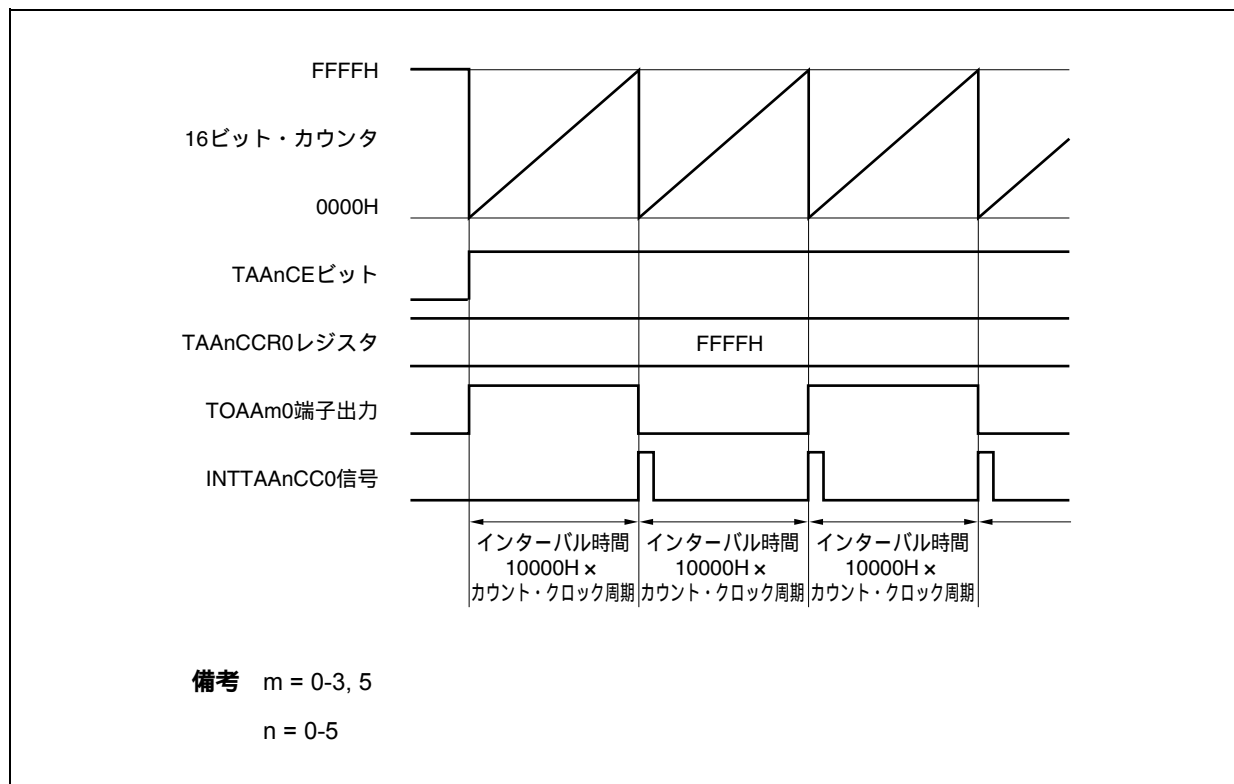 FFFFH
16ビット・カウンタ
0000H
TAAnCEビット
TAAnCCR0レジスタ
FFFFH
TOAAm0端子出力
INTTAAnCC0信号
インターバル時間
10000H ×
カウント・クロック周期
インターバル時間
10000H ×
カウント・クロック周期
インターバル時間
10000H ×
カウント・クロック周期
備考 m = 0-3, 5
n = 0-5